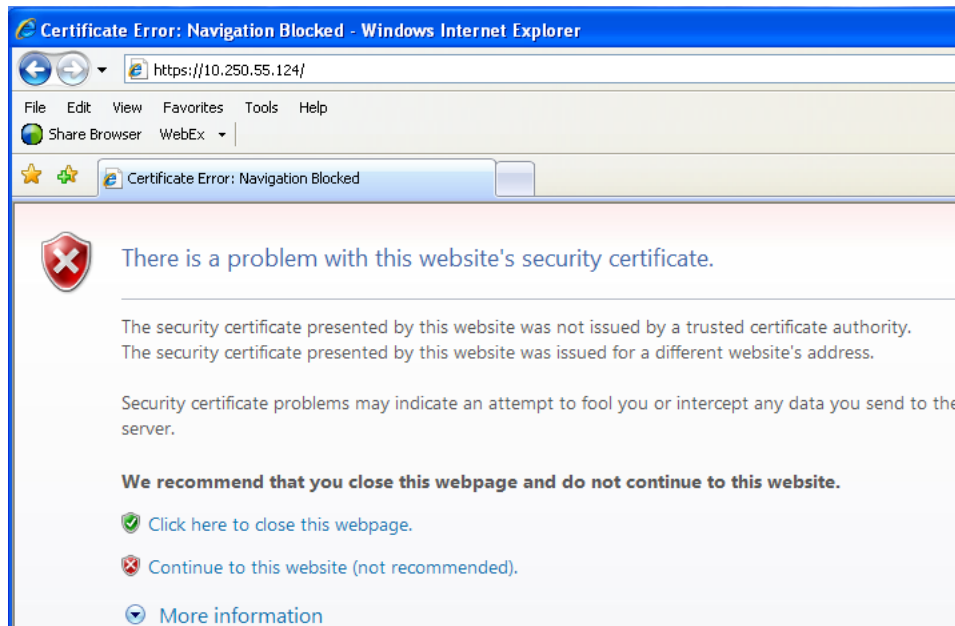 Certificate Error: Navigation Blocked - Windows Internet Explorer
https://10.250.55.124/
File Edit View Favorites Tools Help
Share Browser WebEx
Certificate Error: Navigation Blocked
There is a problem with this website's security certificate.
The security certificate presented by this website was not issued by a trusted certificate authority.
The security certificate presented by this website was issued for a different website's address.
Security certificate problems may indicate an attempt to fool you or intercept any data you send to the
server.
We recommend that you close this webpage and do not continue to this website.
Click here to close this webpage.
Continue to this website (not recommended).
More information